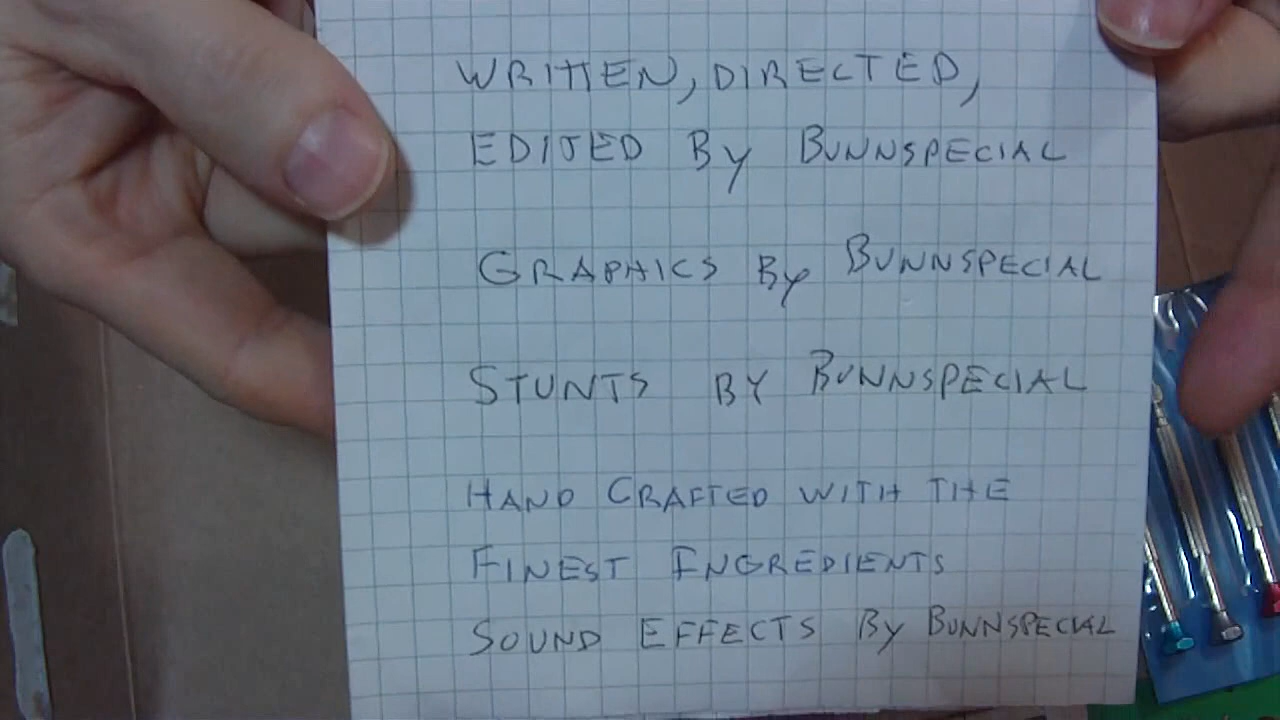 WRITTEN, DIRECTED,
EDITED BY BUNNSPECIAL
GRAPHICS BY BUNNSPECIAL
STUNTS BY BUNNSPECIAL
HAND CRAFTED WITH THE
FINEST INGREDIENTS
SOUND EFFECTS BY BUNNSPECIAL